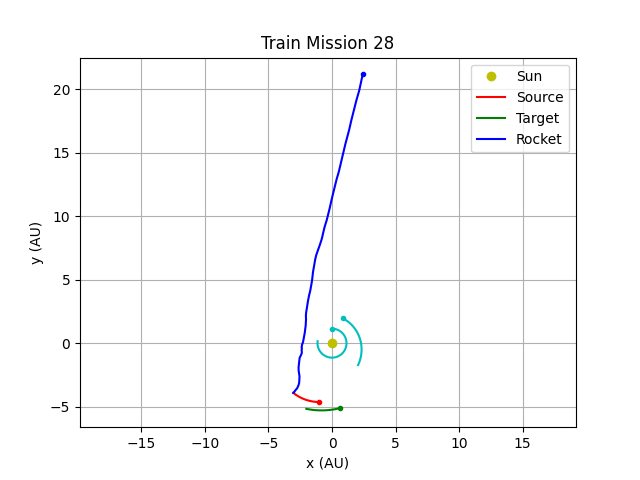 Train Mission 28
Sun
Source
Target
Rocket
20
15
10
5
0
−5
y (AU)
−15
−10
−5
0
5
10
15
x (AU)